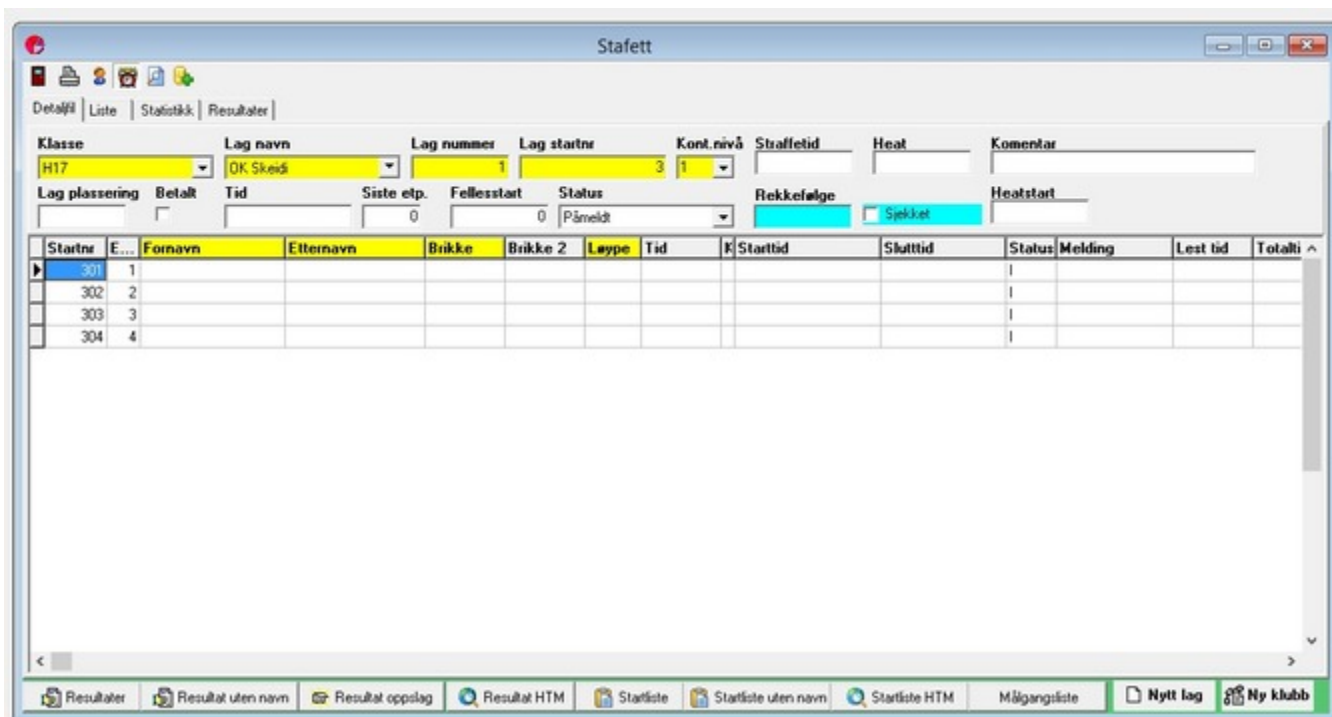 Stafett
Detaljfil Liste Statistikk Resultater
Klasse Lag navn Lag nummer Lag startnr Kont.nivå Straffetid Heat Komentar
H17 OK Skeidi 1 3 1
Lag plassering Betalt Tid Siste etp. Fellesstart Status Rekkefølge Heatstart
0 0 Påmeldt Sjekket
Startnr E... Fornavn Etternavn Brikke Brikke 2 Løype Tid K Starttid Slutttid Status Melding Lest tid Totalti
301 1 I
302 2 I
303 3 I
304 4 I
Resultater Resultat uten navn Resultat oppslag Resultat HTM Startliste Startliste uten navn Startliste HTM Målgangsliste Nytt lag Ny klubb